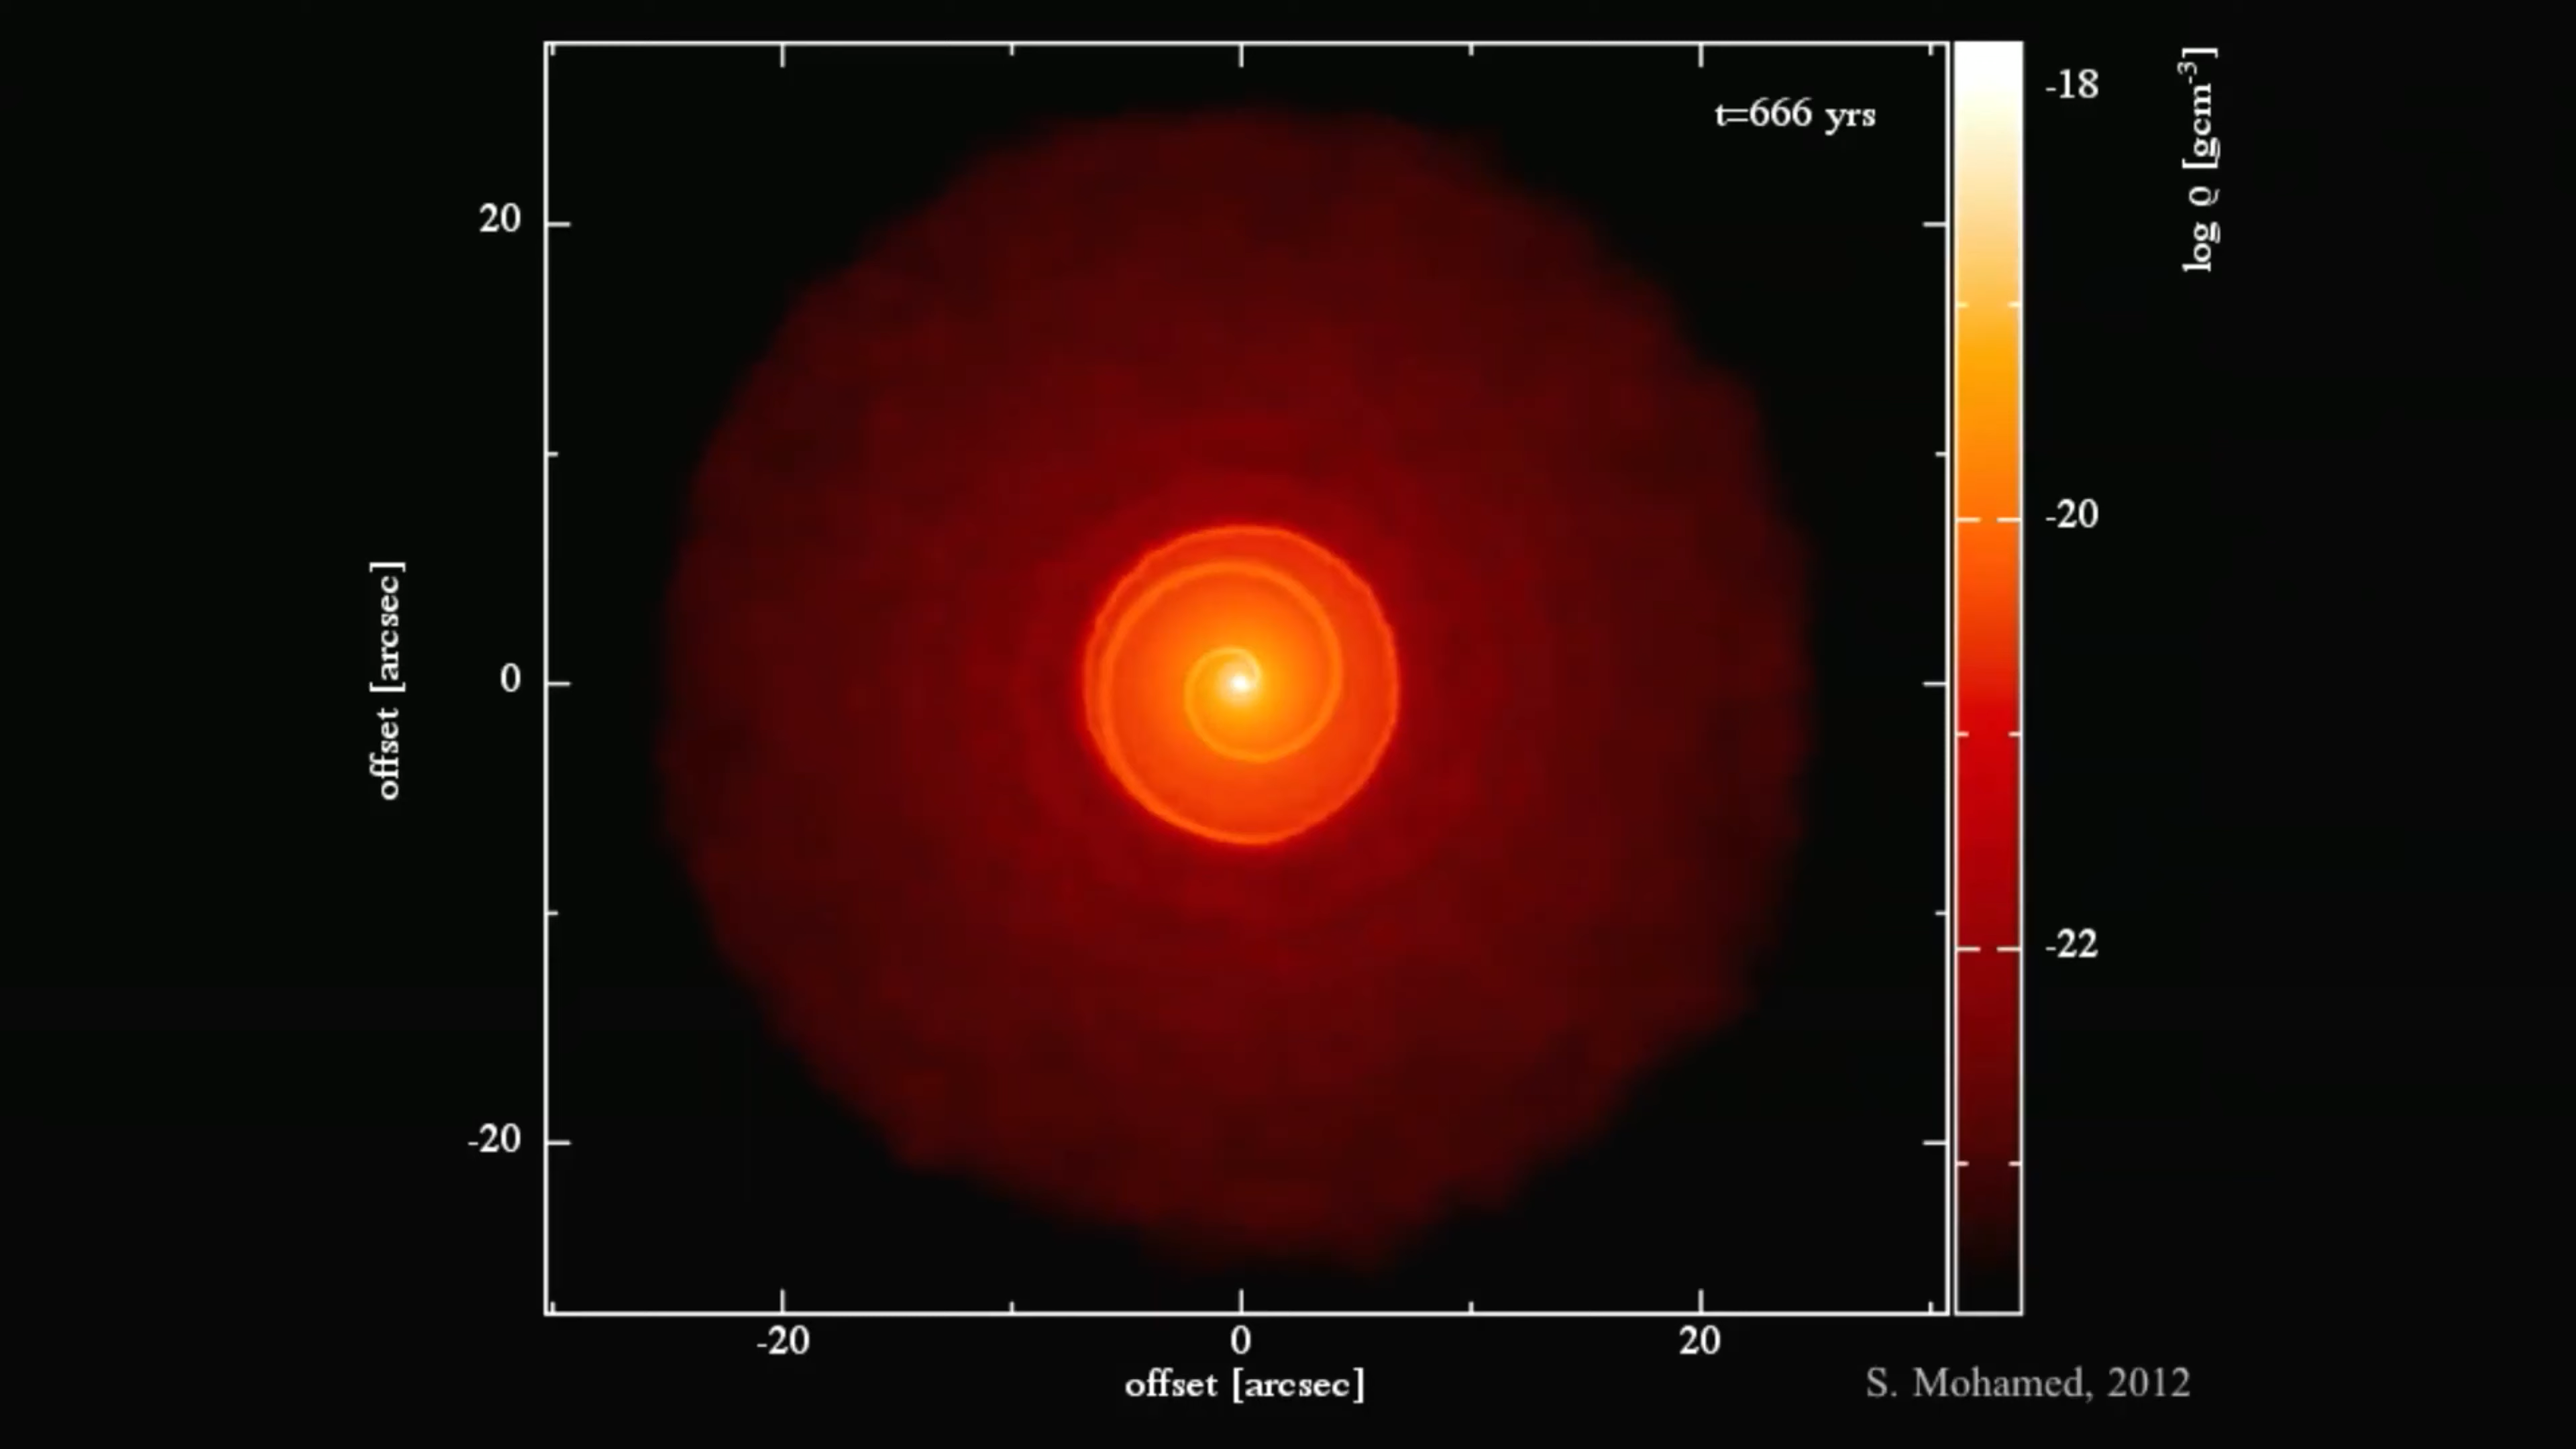 t=666 yrs
20
0
-20
offset [arcsec]
-20 0 20
offset [arcsec]
-18
-20
-22
log ϱ [gcm⁻³]
S. Mohamed, 2012